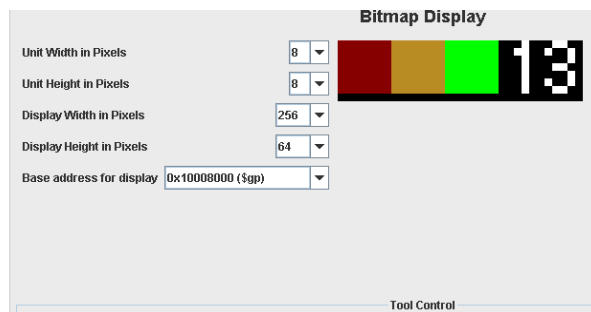 Bitmap Display
Unit Width in Pixels 8
Unit Height in Pixels 8
Display Width in Pixels 256
Display Height in Pixels 64
Base address for display 0x10008000 ($gp)
13
Tool Control